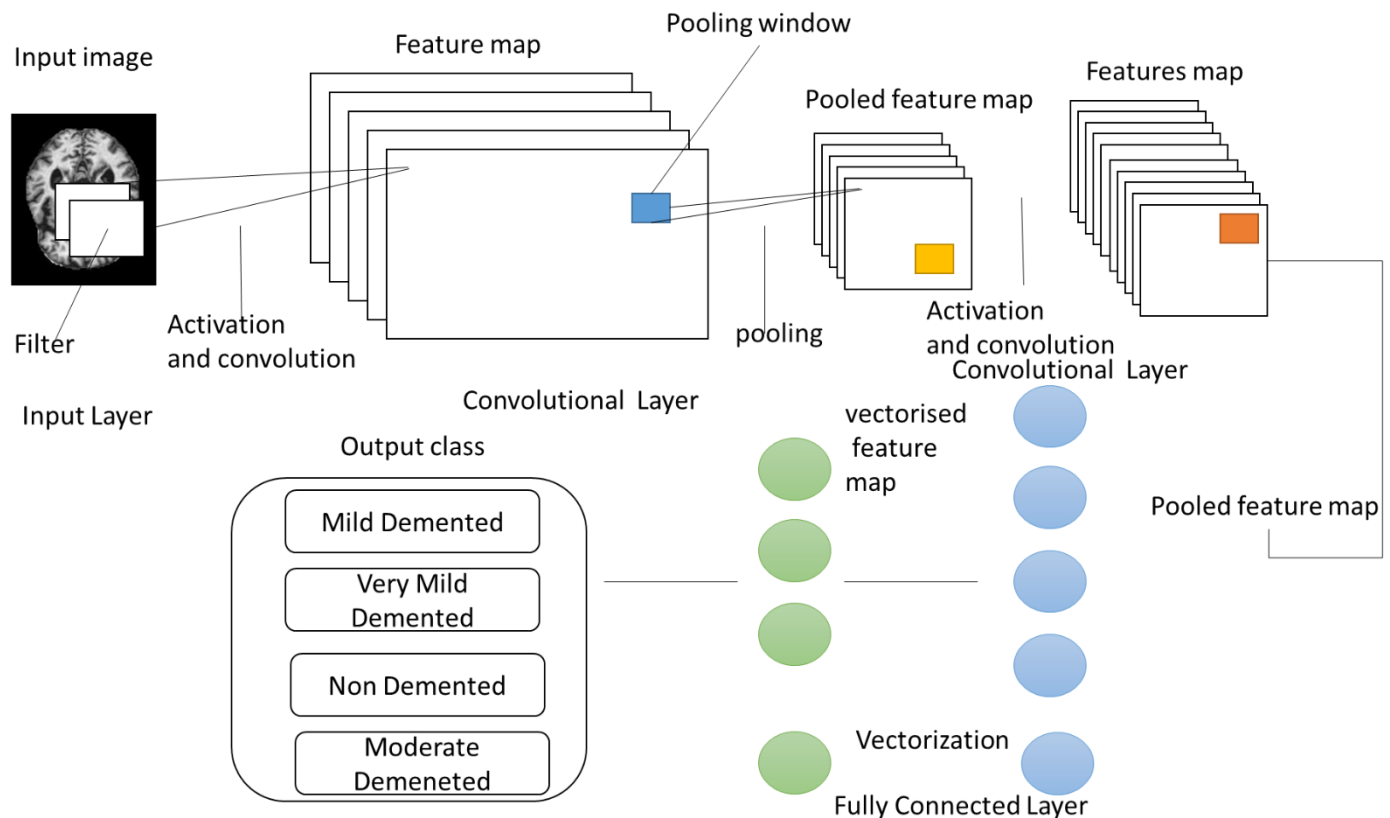 Input image
Feature map
Pooling window
Pooled feature map
Features map
Filter
Activation
and convolution
pooling
Activation
and convolution
Input Layer
Convolutional Layer
Convolutional Layer
Output class
Mild Demented
Very Mild
Demented
Non Demented
Moderate
Demeneted
vectorised
feature
map
Pooled feature map
Vectorization
Fully Connected Layer